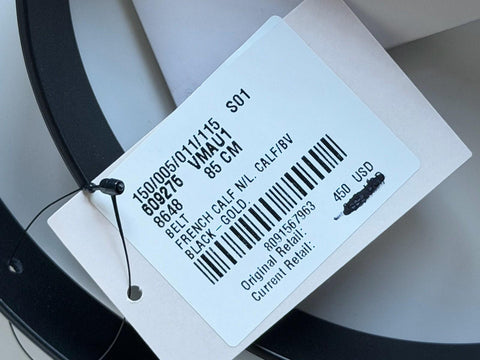 150/005/011/115 S01
609276 VMAU1
8648 85 CM
BELT
FRENCH CALF N/L. CALF/BV
BLACK - GOLD.
8091567963
Original Retail: 450 USD
Current Retail: